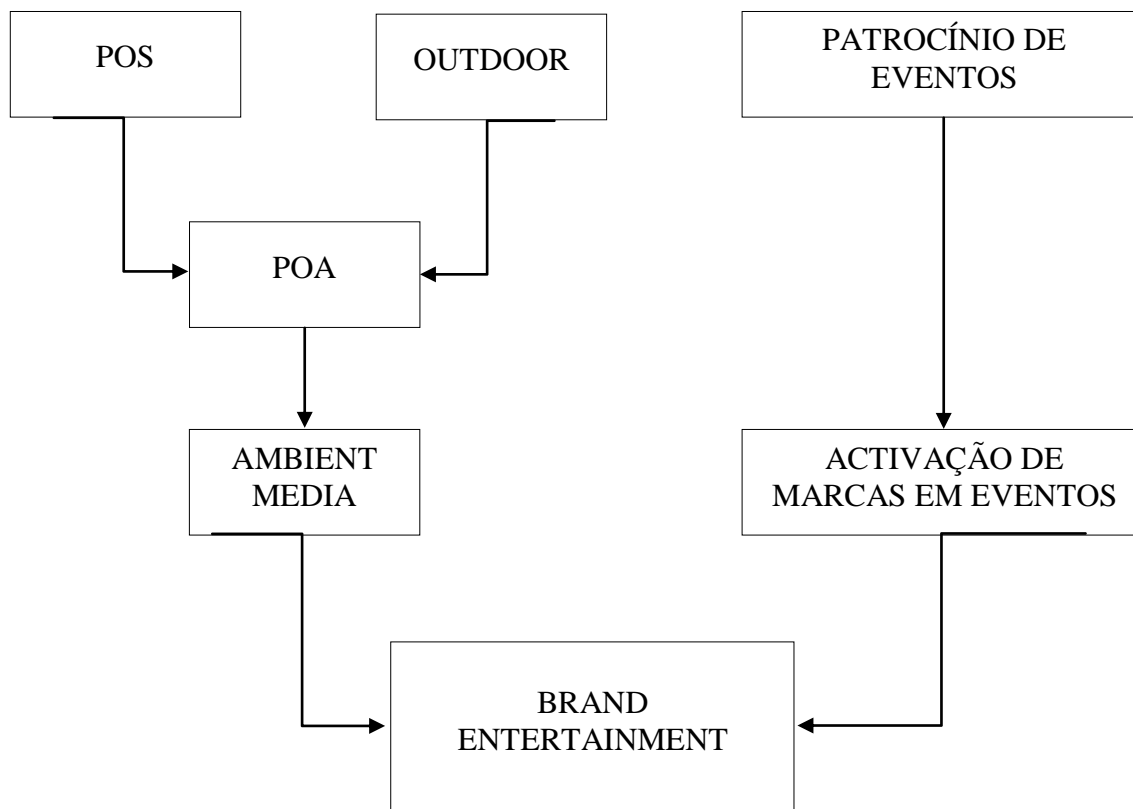 POS
OUTDOOR
PATROCÍNIO DE
EVENTOS
POA
AMBIENT
MEDIA
ACTIVAÇÃO DE
MARCAS EM EVENTOS
BRAND
ENTERTAINMENT